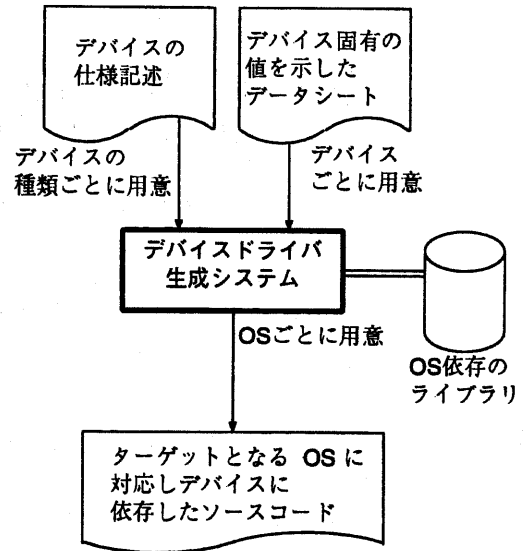 デバイスの
仕様記述
デバイス固有の
値を示した
データシート
デバイスの
種類ごとに用意
デバイス
ごとに用意
デバイスドライバ
生成システム
OSごとに用意
OS依存の
ライブラリ
ターゲットとなる OS に
対応しデバイスに
依存したソースコード